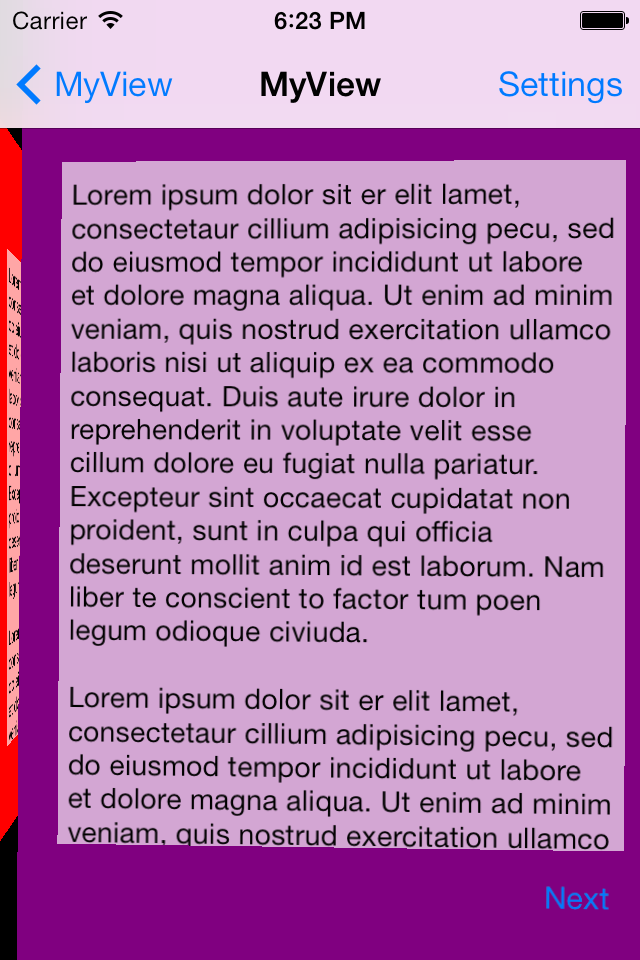 Carrier 6:23 PM
MyView MyView Settings
Lorem ipsum dolor sit er elit lamet,
consectetaur cillium adipisicing pecu, sed
do eiusmod tempor incididunt ut labore
et dolore magna aliqua. Ut enim ad minim
veniam, quis nostrud exercitation ullamco
laboris nisi ut aliquip ex ea commodo
consequat. Duis aute irure dolor in
reprehenderit in voluptate velit esse
cillum dolore eu fugiat nulla pariatur.
Excepteur sint occaecat cupidatat non
proident, sunt in culpa qui officia
deserunt mollit anim id est laborum. Nam
liber te conscient to factor tum poen
legum odioque civiuda.
Lorem ipsum dolor sit er elit lamet,
consectetaur cillium adipisicing pecu, sed
do eiusmod tempor incididunt ut labore
et dolore magna aliqua. Ut enim ad minim
veniam, quis nostrud exercitation ullamco
Next